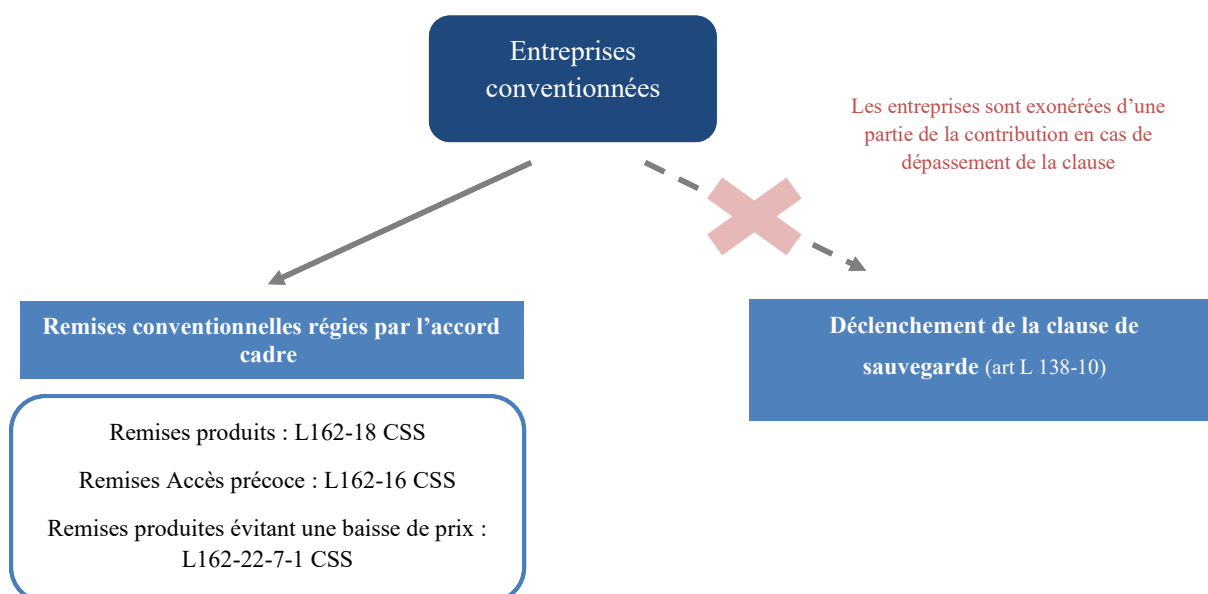 Entreprises
conventionnées
Les entreprises sont exonérées d’une
partie de la contribution en cas de
dépassement de la clause
Remises conventionnelles régies par l’accord
cadre
Déclenchement de la clause de
sauvegarde (art L 138-10)
Remises produits : L162-18 CSS
Remises Accès précoce : L162-16 CSS
Remises produites évitant une baisse de prix :
L162-22-7-1 CSS